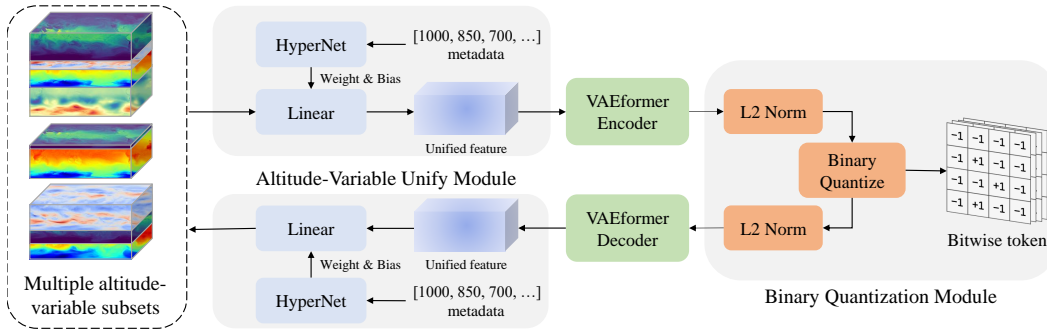 HyperNet
[1000, 850, 700, …]
metadata
Weight & Bias
Linear
Unified feature
Altitude-Variable Unify Module
VAEformer
Encoder
L2 Norm
Binary
Quantize
L2 Norm
−1 −1 −1 −1
−1 +1 −1 −1
−1 −1 +1 −1
−1 +1 −1 −1
Bitwise token
Binary Quantization Module
VAEformer
Decoder
Linear
Unified feature
Weight & Bias
HyperNet
[1000, 850, 700, …]
metadata
Multiple altitude-
variable subsets